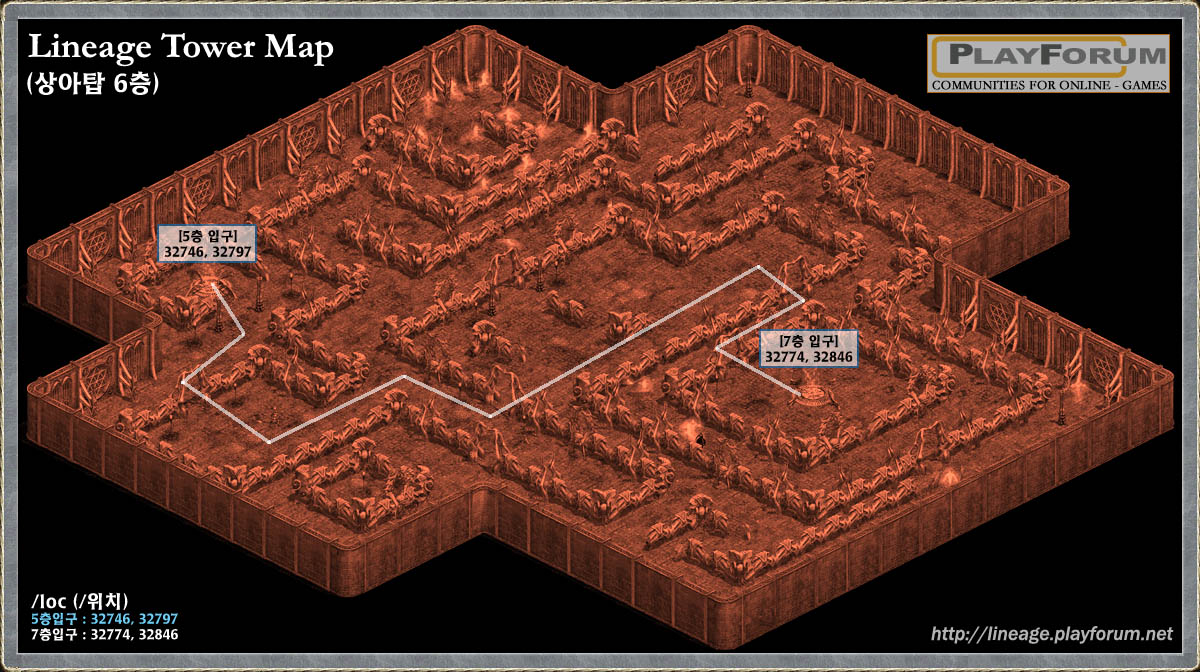 Lineage Tower Map
(상아탑 6층)
PLAYFORUM
COMMUNITIES FOR ONLINE - GAMES
[5층 입구]
32746, 32797
[7층 입구]
32774, 32846
/loc (/위치)
5층입구 : 32746, 32797
7층입구 : 32774, 32846
http://lineage.playforum.net